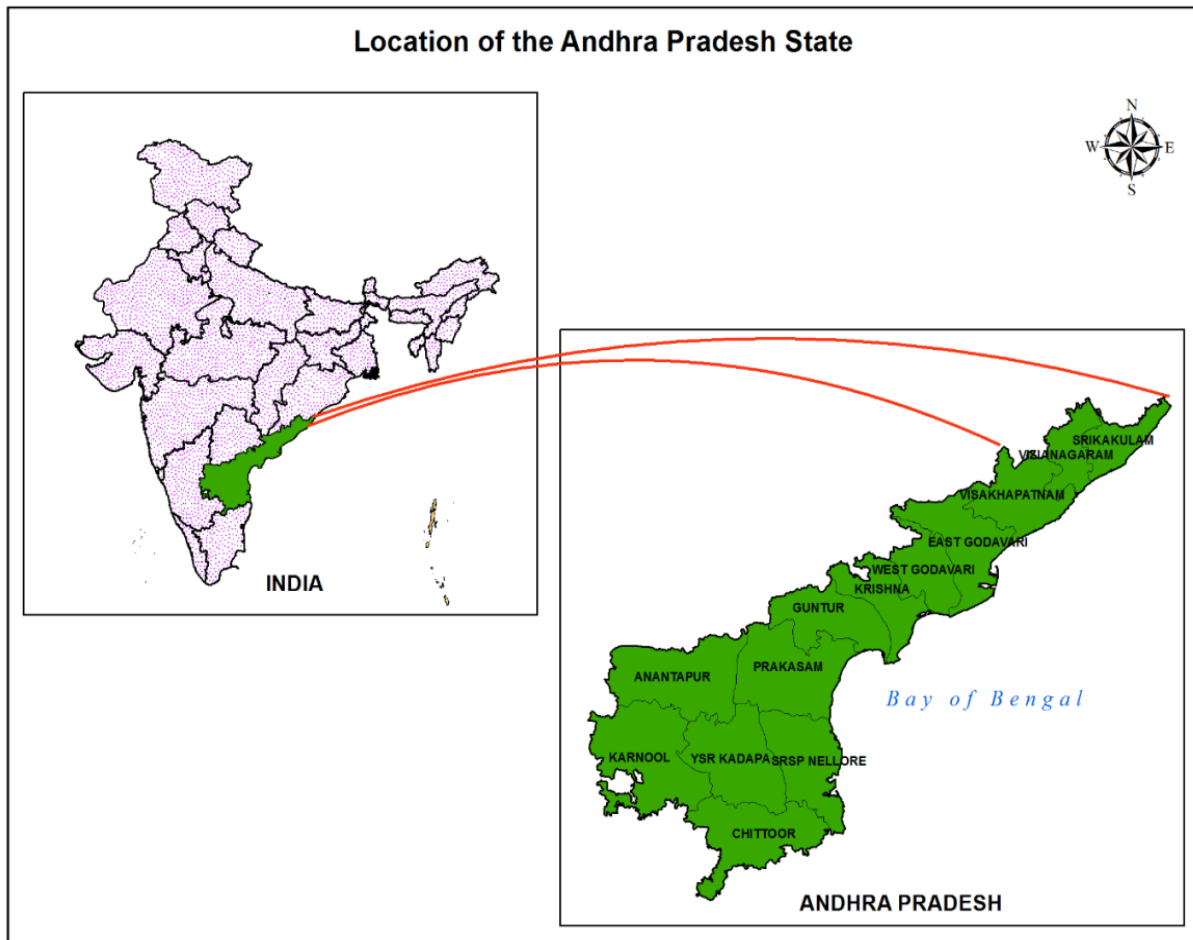 Location of the Andhra Pradesh State
N
W E
S
INDIA
SRIKAKULAM
VIZIANAGARAM
VISAKHAPATNAM
EAST GODAVARI
WEST GODAVARI
KRISHNA
GUNTUR
PRAKASAM
ANANTAPUR
Bay of Bengal
KARNOOL YSR KADAPA SRSP NELLORE
CHITTOOR
ANDHRA PRADESH